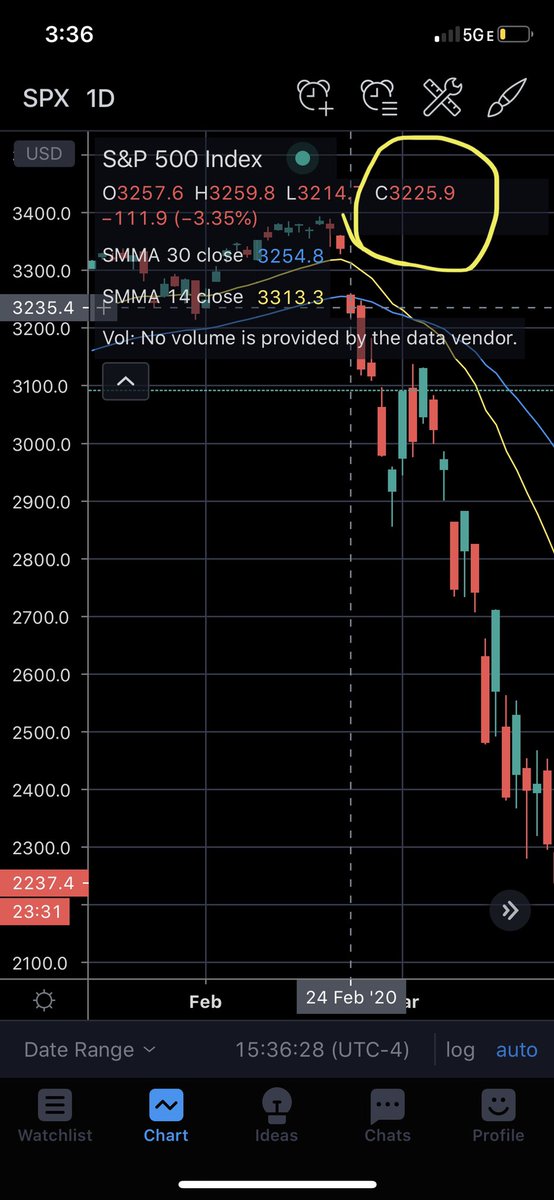 3:36
5GE
SPX 1D
USD
S&P 500 Index
O3257.6 H3259.8 L3214. C3225.9
−111.9 (−3.35%)
SMMA 30 close 3254.8
SMMA 14 close 3313.3
Vol: No volume is provided by the data vendor.
3400.0
3300.0
3235.4
3200.0
3100.0
3000.0
2900.0
2800.0
2700.0
2600.0
2500.0
2400.0
2300.0
2237.4
23:31
2100.0
Feb
24 Feb '20
ar
Date Range
15:36:28 (UTC-4)
log
auto
Watchlist
Chart
Ideas
Chats
Profile